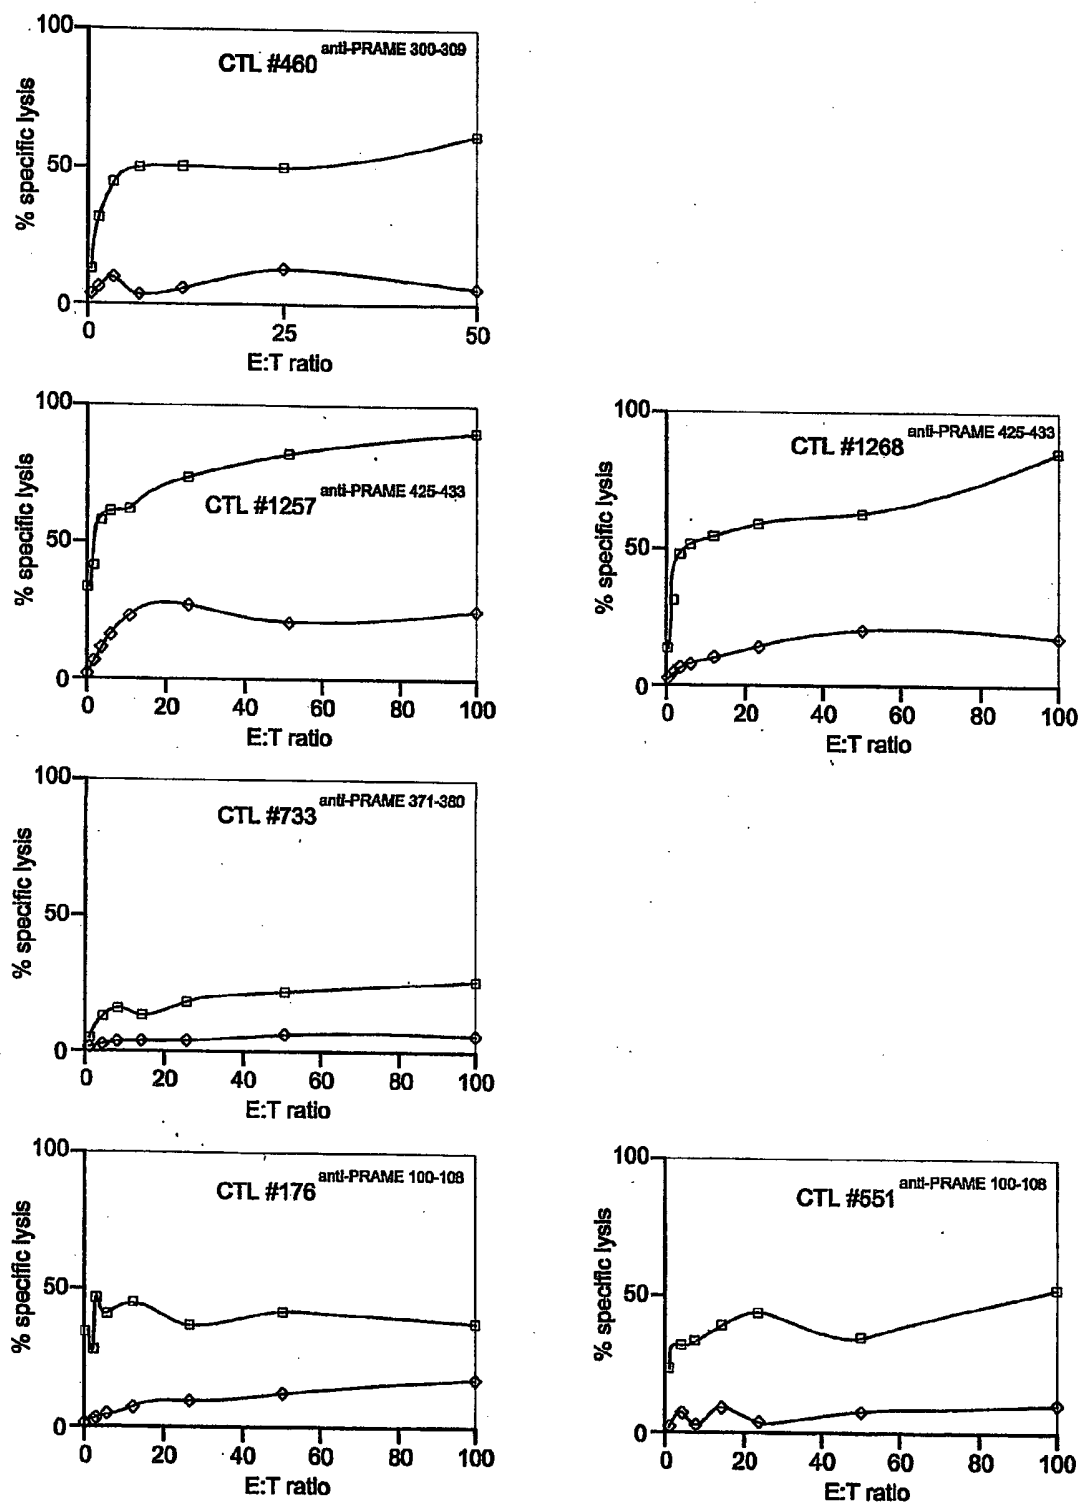 100
CTL #460 anti-PRAME 300-309
% specific lysis
50
0
0 25 50
E:T ratio
100
CTL #1257 anti-PRAME 425-433
% specific lysis
50
0
0 20 40 60 80 100
E:T ratio
100
CTL #1268 anti-PRAME 425-433
% specific lysis
50
0
0 20 40 60 80 100
E:T ratio
100
CTL #733 anti-PRAME 371-380
% specific lysis
50
0
0 20 40 60 80 100
E:T ratio
100
CTL #176 anti-PRAME 100-108
% specific lysis
50
0
0 20 40 60 80 100
E:T ratio
100
CTL #551 anti-PRAME 100-108
% specific lysis
50
0
0 20 40 60 80 100
E:T ratio